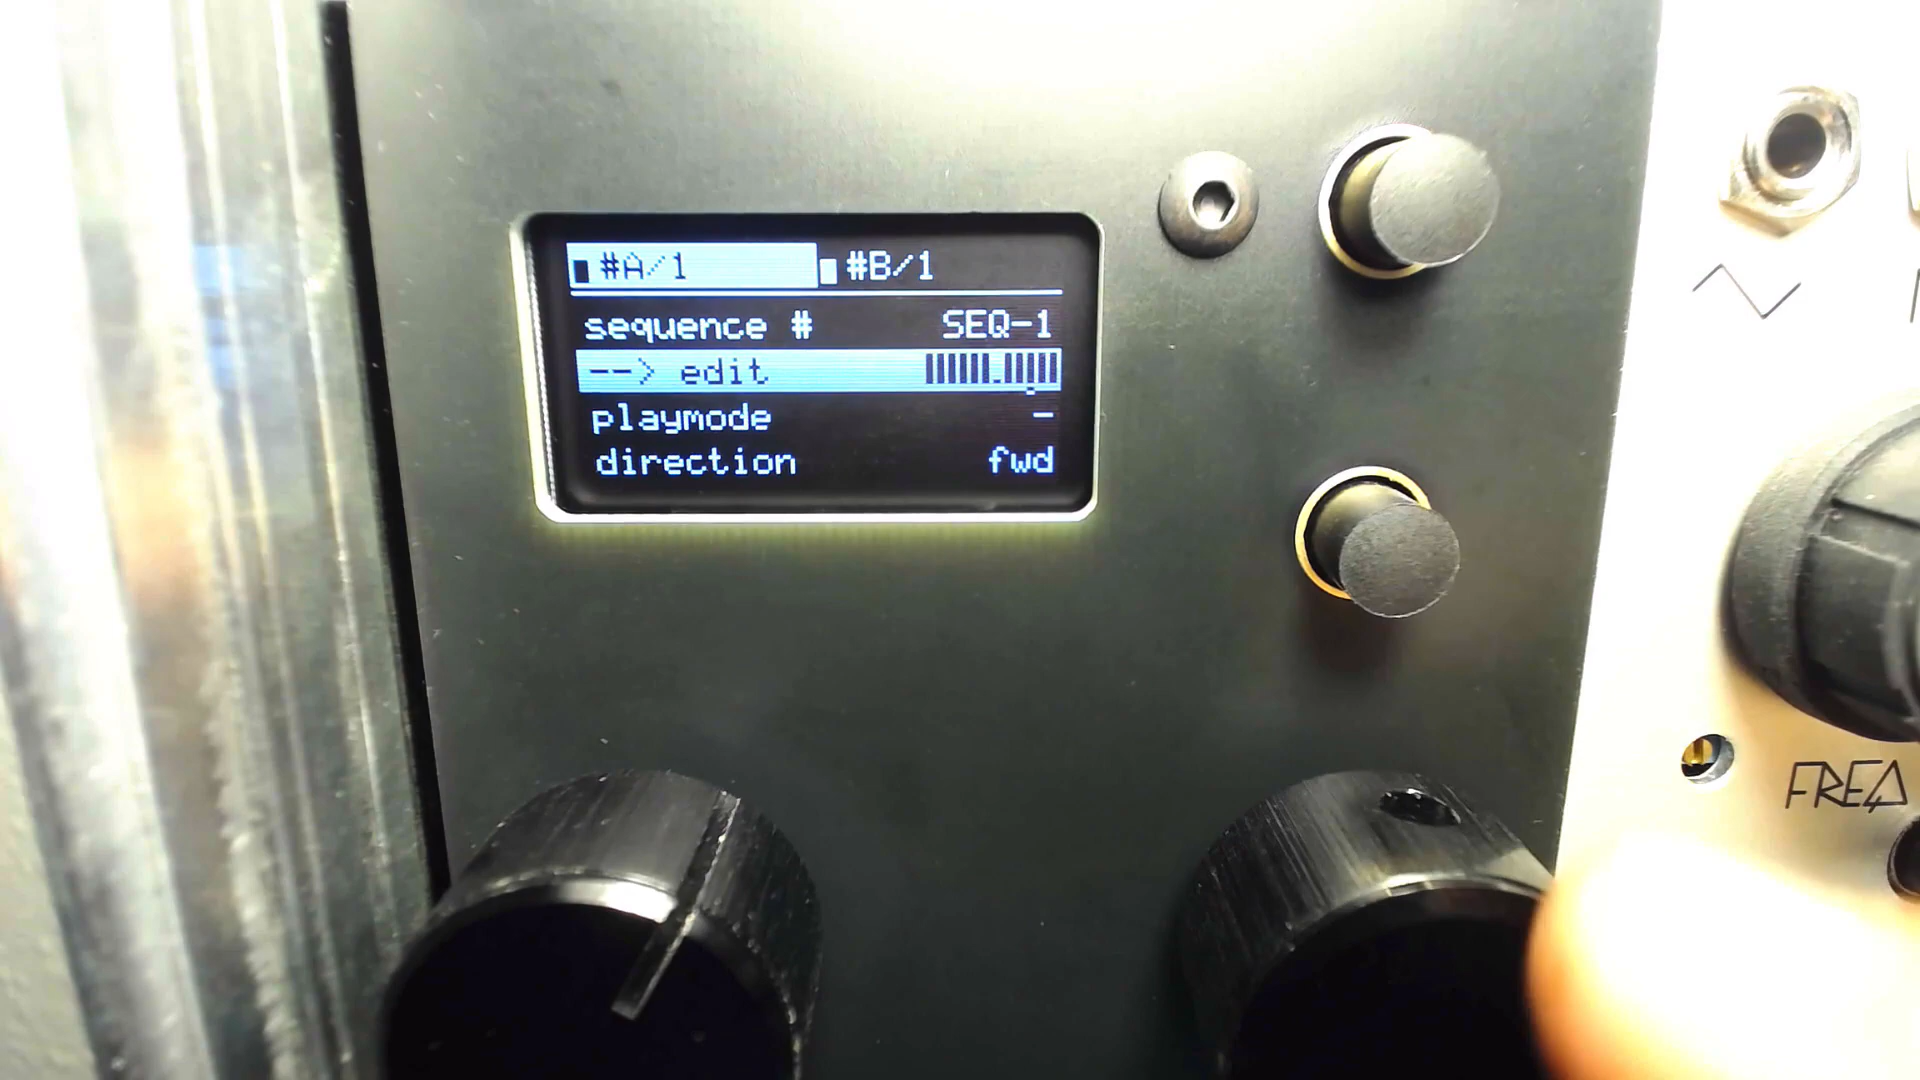 #A/1 #B/1
sequence # SEQ-1
--> edit
playmode –
direction fwd
FREQ